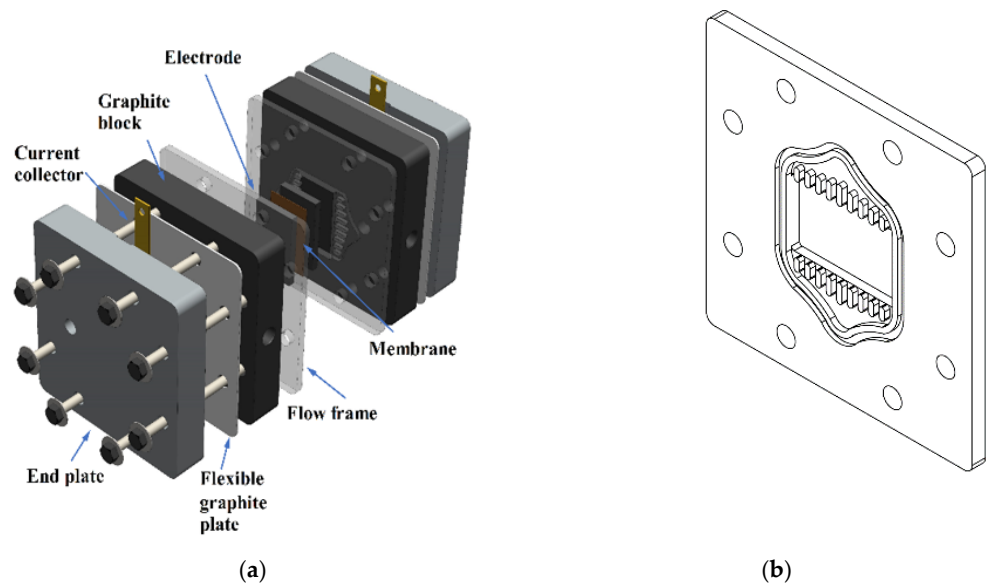 Electrode
Graphite
block
Current
collector
Membrane
Flow frame
End plate
Flexible
graphite
plate
(a)
(b)